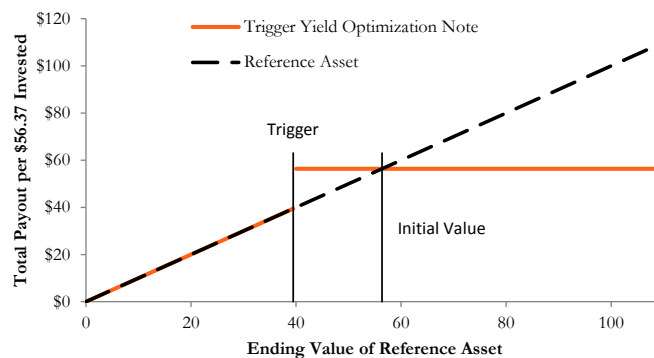 $120
$100
$80
$60
$40
$20
$0
Total Payout per $56.37 Invested
Trigger Yield Optimization Note
Reference Asset
Trigger
Initial Value
0
20
40
60
80
100
Ending Value of Reference Asset